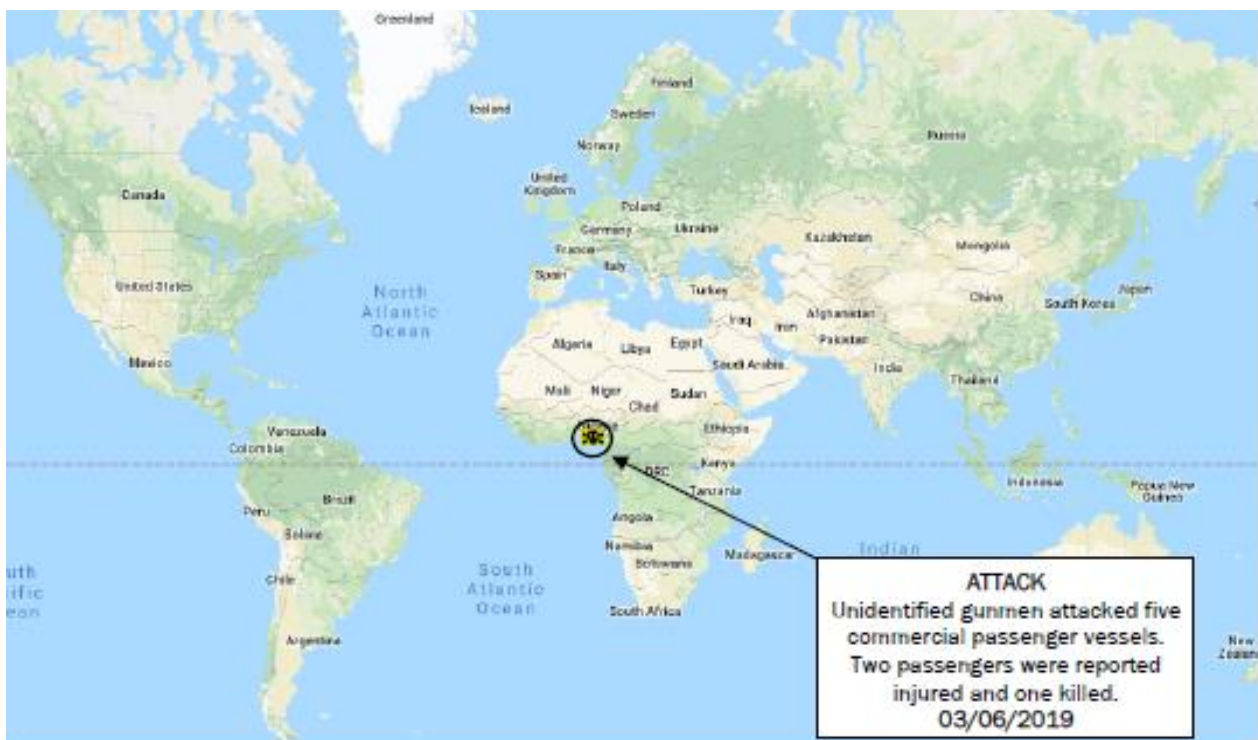 Greenland
Iceland
Finland
Sweden
Norway
Russia
United
Kingdom
Canada
Poland
Germany
Ukraine
France
Kazakhstan
Mongolia
Italy
Spain
United States
North
Atlantic
Ocean
Turkey
China
Japan
South Korea
Afghanistan
Iraq
Iran
Pakistan
Algeria
Libya
Egypt
Saudi Arabia
Mexico
India
Thailand
Mali
Niger
Sudan
Chad
Ethiopia
Venezuela
Colombia
Kenya
DRC
Indonesia
Papua New
Guinea
Tanzania
Brazil
Peru
Angola
Bolivia
Namibia
Botswana
Madagascar
Indian
South
Atlantic
Ocean
Chile
South Africa
Argentina
ATTACK
Unidentified gunmen attacked five
commercial passenger vessels.
Two passengers were reported
injured and one killed.
03/06/2019
New